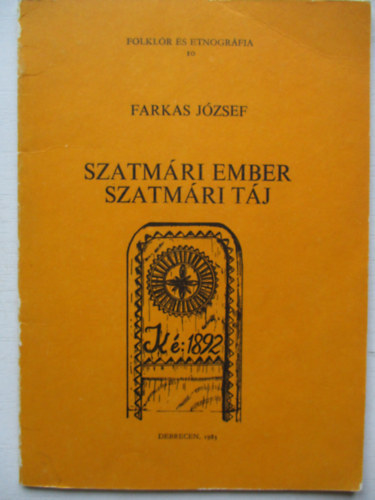 FOLKLÓR ÉS ETNOGRÁFIA
10
FARKAS JÓZSEF
SZATMÁRI EMBER
SZATMÁRI TÁJ
K é: 1892
DEBRECEN,